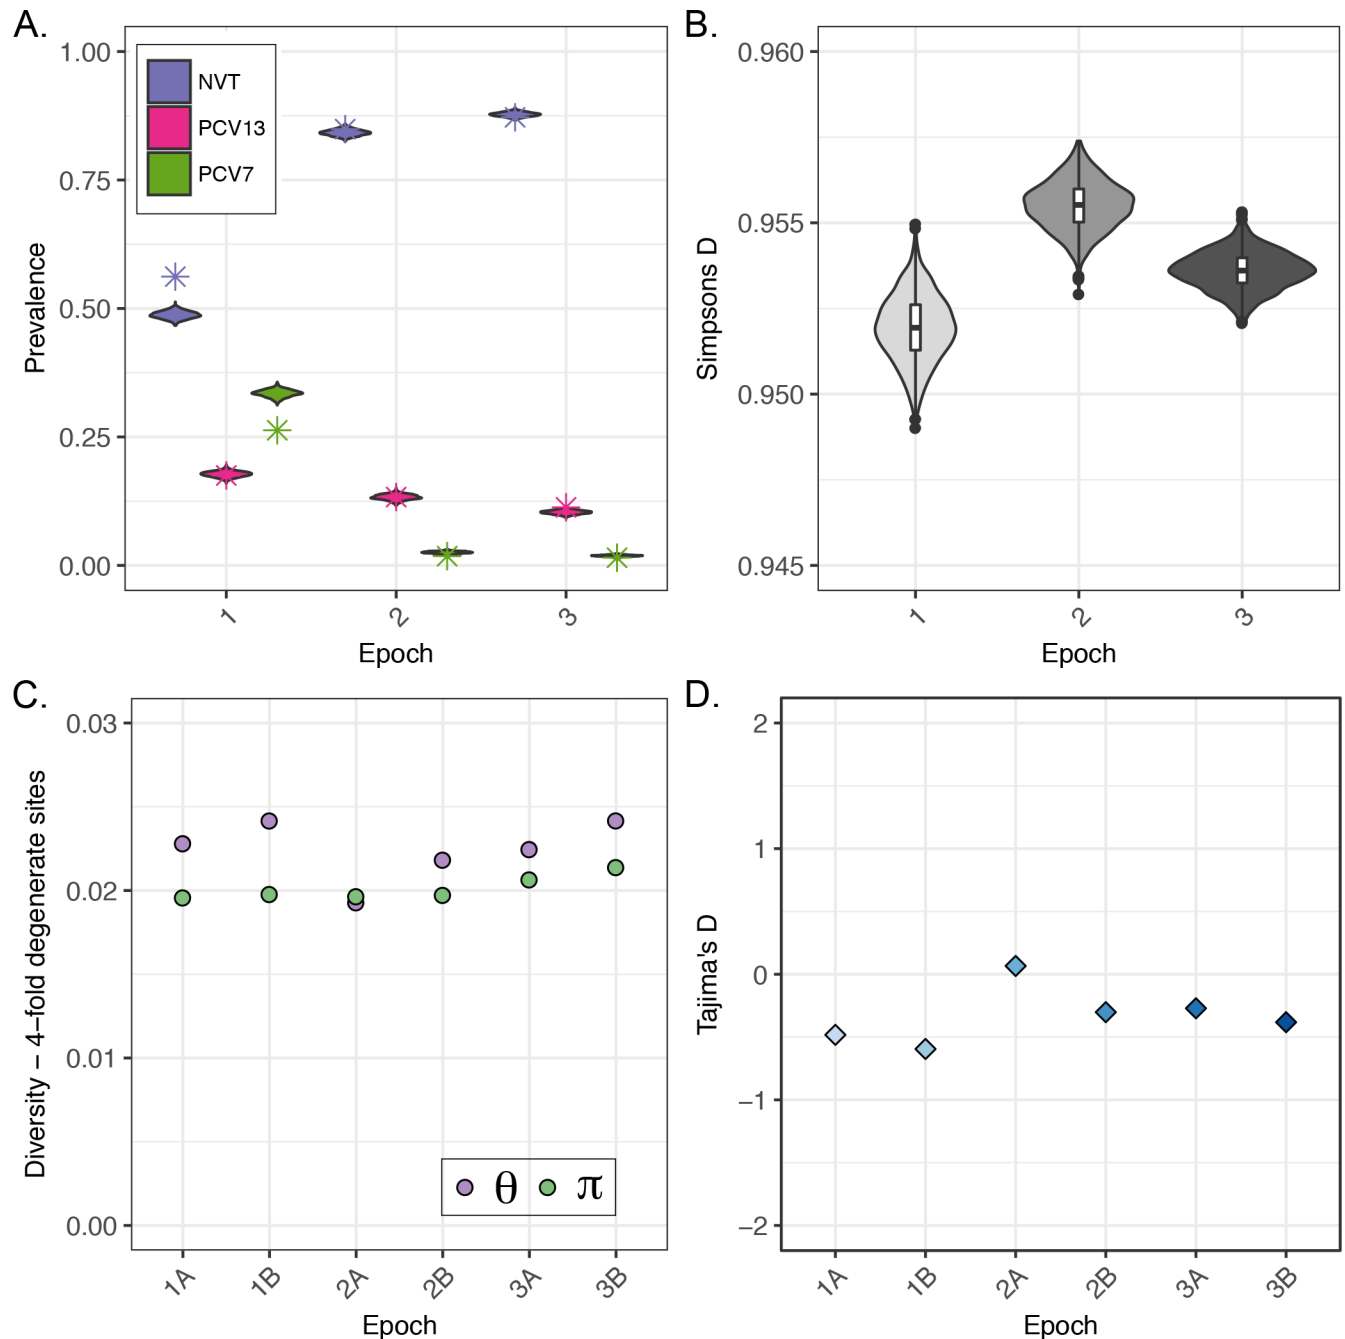 A.
Prevalence
1.00
0.75
0.50
0.25
0.00
NVT
PCV13
PCV7
1
2
3
Epoch
B.
Simpsons D
0.960
0.955
0.950
0.945
1
2
3
Epoch
C.
Diversity – 4–fold degenerate sites
0.03
0.02
0.01
0.00
θ π
1A
1B
2A
2B
3A
3B
Epoch
D.
Tajima's D
2
1
0
−1
−2
1A
1B
2A
2B
3A
3B
Epoch